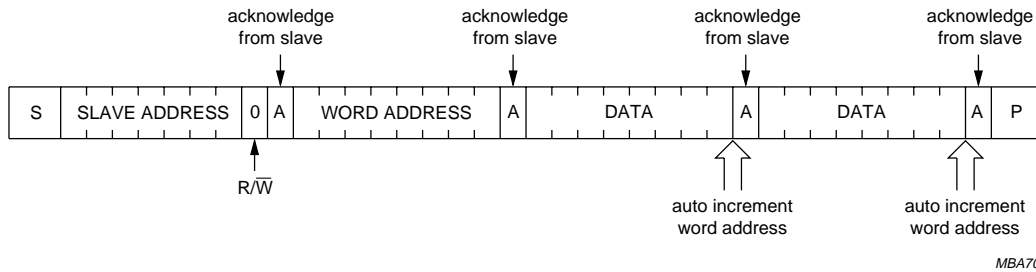 acknowledge
from slave
acknowledge
from slave
acknowledge
from slave
acknowledge
from slave
S SLAVE ADDRESS 0 A WORD ADDRESS A DATA A DATA A P
R/W̅
auto increment
word address
auto increment
word address